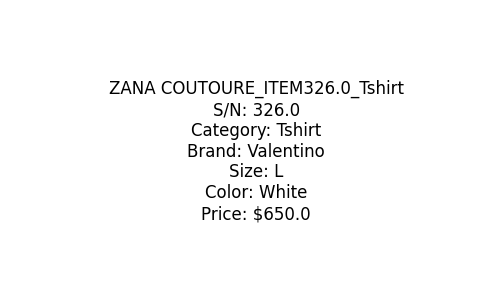 ZANA COUTOURE_ITEM326.0_Tshirt
S/N: 326.0
Category: Tshirt
Brand: Valentino
Size: L
Color: White
Price: $650.0